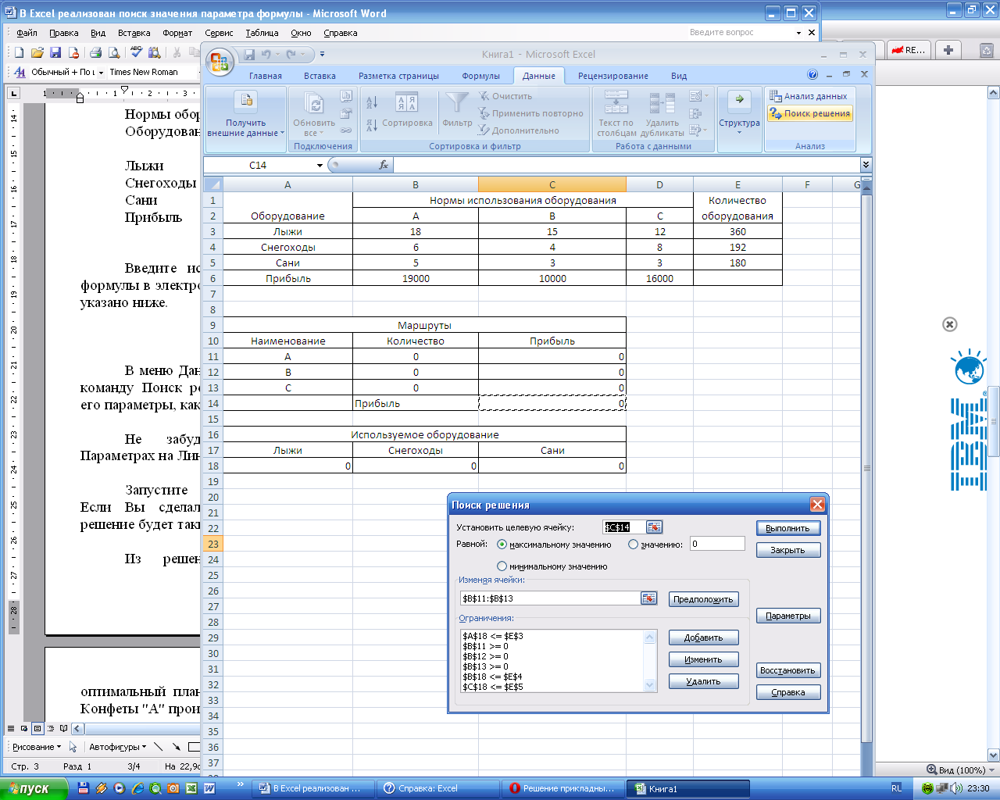 В Excel реализован поиск значения параметра формулы - Microsoft Word
Файл Правка Вид Вставка Формат Сервис Таблица Окно Справка Введите вопрос
Обычный + По ц Times New Roman
Нормы обор
Оборудован
Лыжи
Снегоходы
Сани
Прибыль
Введите ис
формулы в электро
указано ниже.
В меню Дан
команду Поиск ре
его параметры, как
Не забуд
Параметрах на Лин
Запустите
Если Вы сделал
решение будет таки
Из решен
оптимальный план
Конфеты "А" прои
Рисование Автофигуры
Стр. 3 Разд 1 3/4 На 22,9с
Книга1 - Microsoft Excel
Главная Вставка Разметка страницы Формулы Данные Рецензирование Вид
Получить внешние данные
Обновить все
Подключения
Сортировка
Фильтр
Очистить
Применить повторно
Дополнительно
Сортировка и фильтр
Текст по столбцам
Удалить дубликаты
Работа с данными
Структура
Анализ данных
Поиск решения
Анализ
C14 fx
A B C D E F G
1 Нормы использования оборудования Количество
2 Оборудование A B C оборудования
3 Лыжи 18 15 12 360
4 Снегоходы 6 4 8 192
5 Сани 5 3 3 180
6 Прибыль 19000 10000 16000
7
8
9 Маршруты
10 Наименование Количество Прибыль
11 A 0 0
12 B 0 0
13 C 0 0
14 Прибыль 0
15
16 Используемое оборудование
17 Лыжи Снегоходы Сани
18 0 0 0
19
20
21
22
23
24
25
26
27
28
29
30
31
32
33
34
35
36
37
Поиск решения
Установить целевую ячейку: $C$14 Выполнить
Равной: максимальному значению значению: 0 Закрыть
минимальному значению
Изменяя ячейки:
$B$11:$B$13 Предположить
Параметры
Ограничения:
$A$18 <= $E$3
$B$11 >= 0
$B$12 >= 0
$B$13 >= 0
$B$18 <= $E$4
$C$18 <= $E$5
Добавить
Изменить
Удалить
Восстановить
Справка
RE...
IBM
Вид (100%)
пуск В Excel реализован ... Справка: Excel Решение прикладны... Книга1 RL 23:30